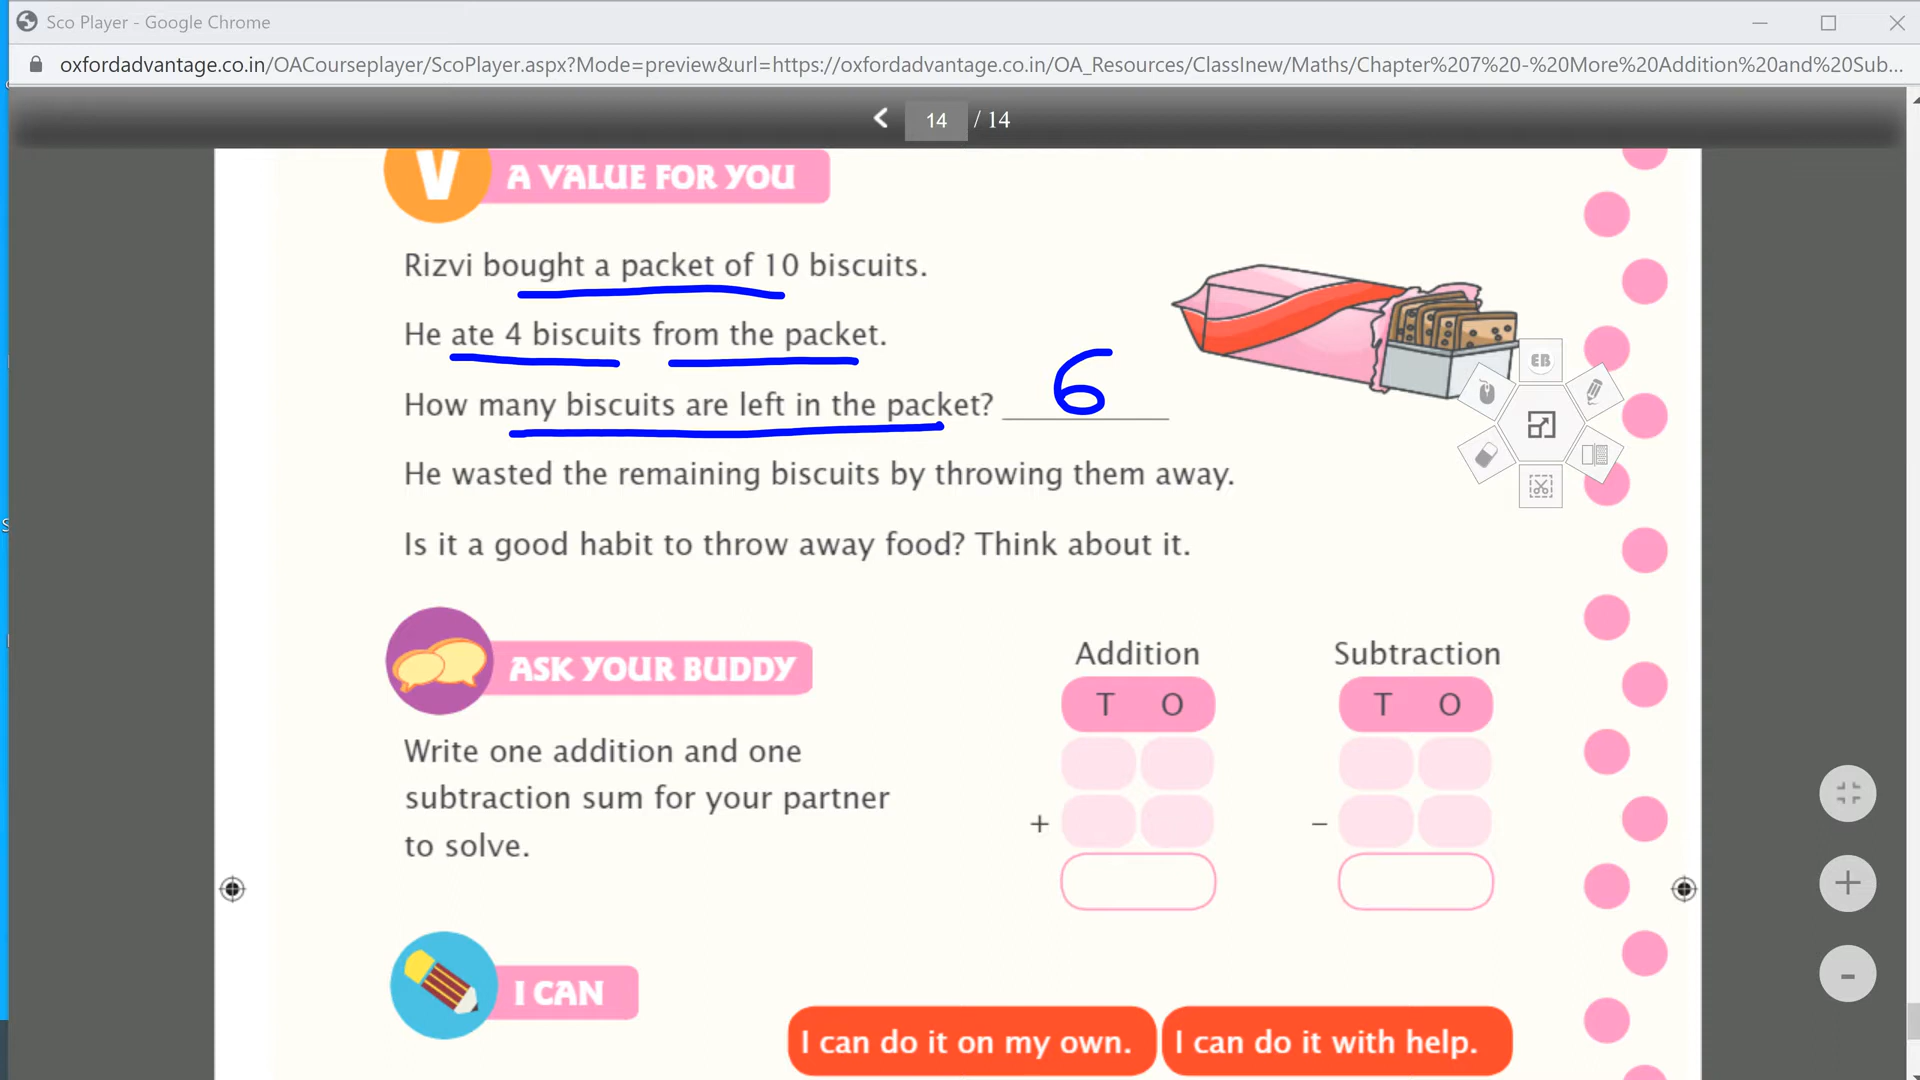 Sco Player - Google Chrome
oxfordadvantage.co.in/OACourseplayer/ScoPlayer.aspx?Mode=preview&url=https://oxfordadvantage.co.in/OA_Resources/ClassInew/Maths/Chapter%207%20-%20More%20Addition%20and%20Sub...
14 / 14
V A VALUE FOR YOU
Rizvi bought a packet of 10 biscuits.
He ate 4 biscuits from the packet.
How many biscuits are left in the packet? 6
He wasted the remaining biscuits by throwing them away.
Is it a good habit to throw away food? Think about it.
EB
ASK YOUR BUDDY
Write one addition and one
subtraction sum for your partner
to solve.
Addition Subtraction
T O T O
+ −
I CAN
I can do it on my own. I can do it with help.